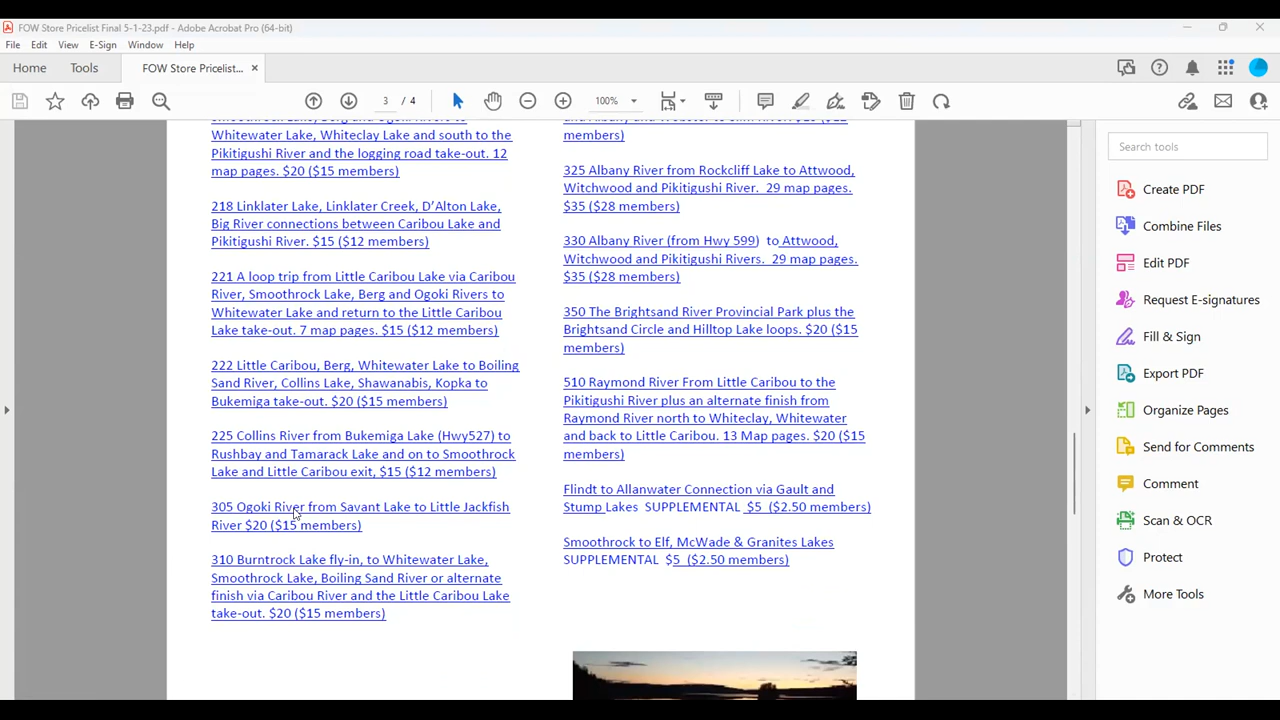 FOW Store Pricelist Final 5-1-23.pdf - Adobe Acrobat Pro (64-bit)
File Edit View E-Sign Window Help
Home Tools FOW Store Pricelist... ×
3 / 4 100%
Whitewater Lake, Whiteclay Lake and south to the
Pikitigushi River and the logging road take-out. 12
map pages. $20 ($15 members)
218 Linklater Lake, Linklater Creek, D’Alton Lake,
Big River connections between Caribou Lake and
Pikitigushi River. $15 ($12 members)
221 A loop trip from Little Caribou Lake via Caribou
River, Smoothrock Lake, Berg and Ogoki Rivers to
Whitewater Lake and return to the Little Caribou
Lake take-out. 7 map pages. $15 ($12 members)
222 Little Caribou, Berg, Whitewater Lake to Boiling
Sand River, Collins Lake, Shawanabis, Kopka to
Bukemiga take-out. $20 ($15 members)
225 Collins River from Bukemiga Lake (Hwy527) to
Rushbay and Tamarack Lake and on to Smoothrock
Lake and Little Caribou exit, $15 ($12 members)
305 Ogoki River from Savant Lake to Little Jackfish
River $20 ($15 members)
310 Burntrock Lake fly-in, to Whitewater Lake,
Smoothrock Lake, Boiling Sand River or alternate
finish via Caribou River and the Little Caribou Lake
take-out. $20 ($15 members)
members)
325 Albany River from Rockcliff Lake to Attwood,
Witchwood and Pikitigushi River. 29 map pages.
$35 ($28 members)
330 Albany River (from Hwy 599) to Attwood,
Witchwood and Pikitigushi Rivers. 29 map pages.
$35 ($28 members)
350 The Brightsand River Provincial Park plus the
Brightsand Circle and Hilltop Lake loops. $20 ($15
members)
510 Raymond River From Little Caribou to the
Pikitigushi River plus an alternate finish from
Raymond River north to Whiteclay, Whitewater
and back to Little Caribou. 13 Map pages. $20 ($15
members)
Flindt to Allanwater Connection via Gault and
Stump Lakes SUPPLEMENTAL $5 ($2.50 members)
Smoothrock to Elf, McWade & Granites Lakes
SUPPLEMENTAL $5 ($2.50 members)
Search tools
Create PDF
Combine Files
Edit PDF
Request E-signatures
Fill & Sign
Export PDF
Organize Pages
Send for Comments
Comment
Scan & OCR
Protect
More Tools